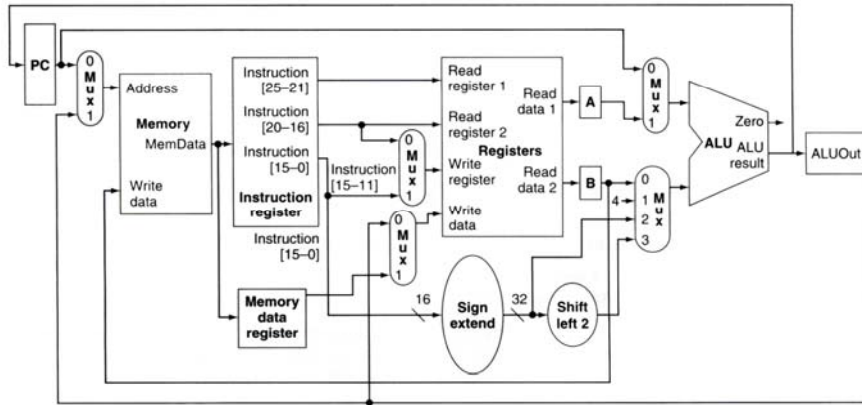 PC
0
M
u
x
1
Address
Memory
MemData
Write
data
Instruction
[25–21]
Instruction
[20–16]
Instruction
[15–0]
Instruction
register
Instruction
[15–0]
Memory
data
register
Instruction
[15–11]
0
M
u
x
1
0
M
u
x
1
Read
register 1
Read
register 2
Registers
Write
register
Write
data
Read
data 1
Read
data 2
16
Sign
extend
32
Shift
left 2
A
B
4
0
M
u
x
1
0
1
2
3
M
u
x
Zero
ALU
ALU
result
ALUOut